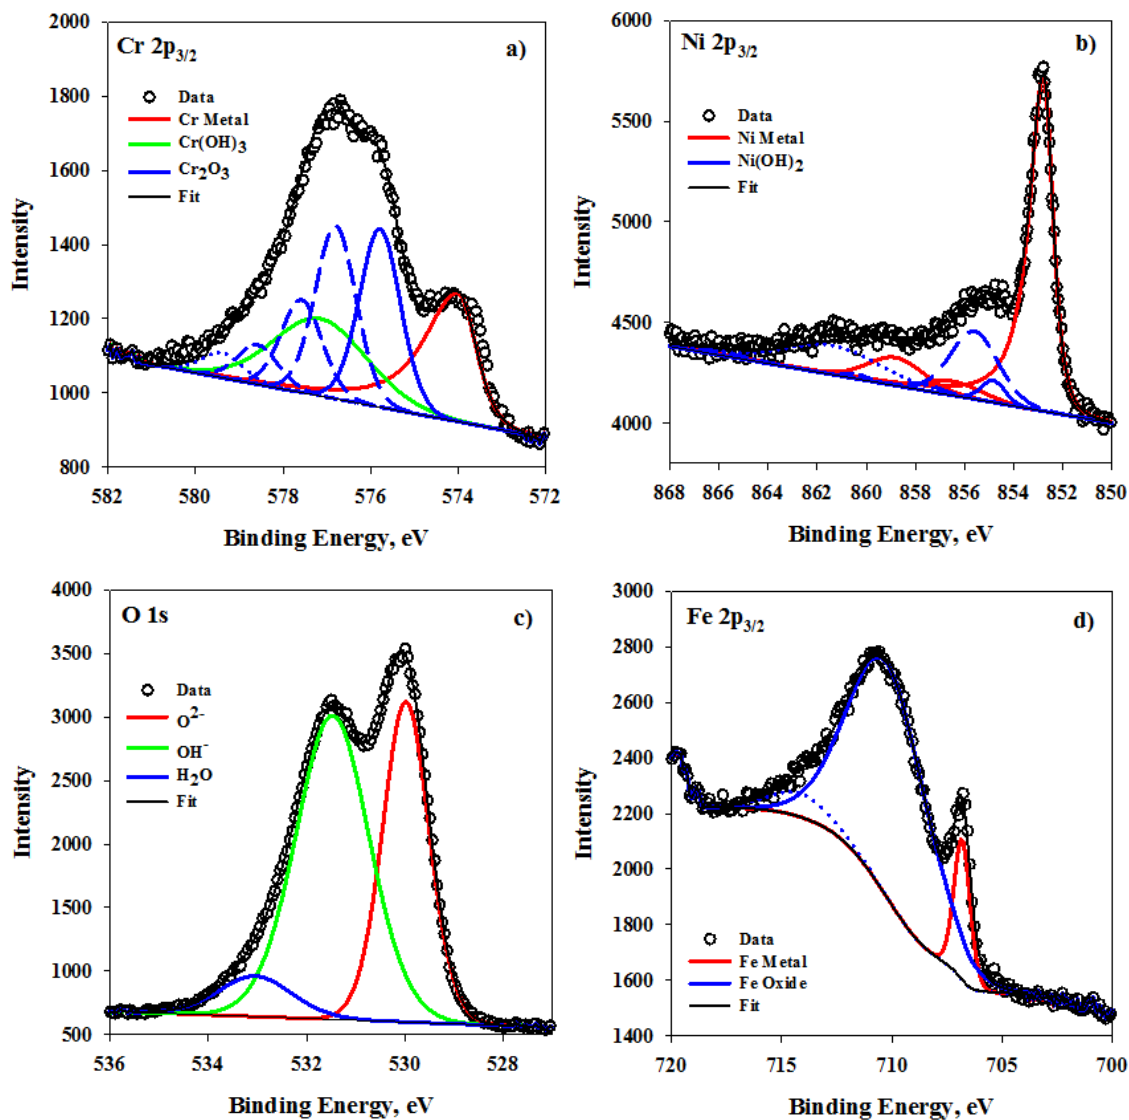 Cr 2p3/2
a)
Data
Cr Metal
Cr(OH)3
Cr2O3
Fit
2000
1800
1600
1400
1200
1000
800
582 580 578 576 574 572
Intensity
Binding Energy, eV
Ni 2p3/2
b)
Data
Ni Metal
Ni(OH)2
Fit
6000
5500
5000
4500
4000
868 866 864 862 860 858 856 854 852 850
Intensity
Binding Energy, eV
O 1s
c)
Data
O2-
OH-
H2O
Fit
4000
3500
3000
2500
2000
1500
1000
500
536 534 532 530 528
Intensity
Binding Energy, eV
Fe 2p3/2
d)
Data
Fe Metal
Fe Oxide
Fit
3000
2800
2600
2400
2200
2000
1800
1600
1400
720 715 710 705 700
Intensity
Binding Energy, eV